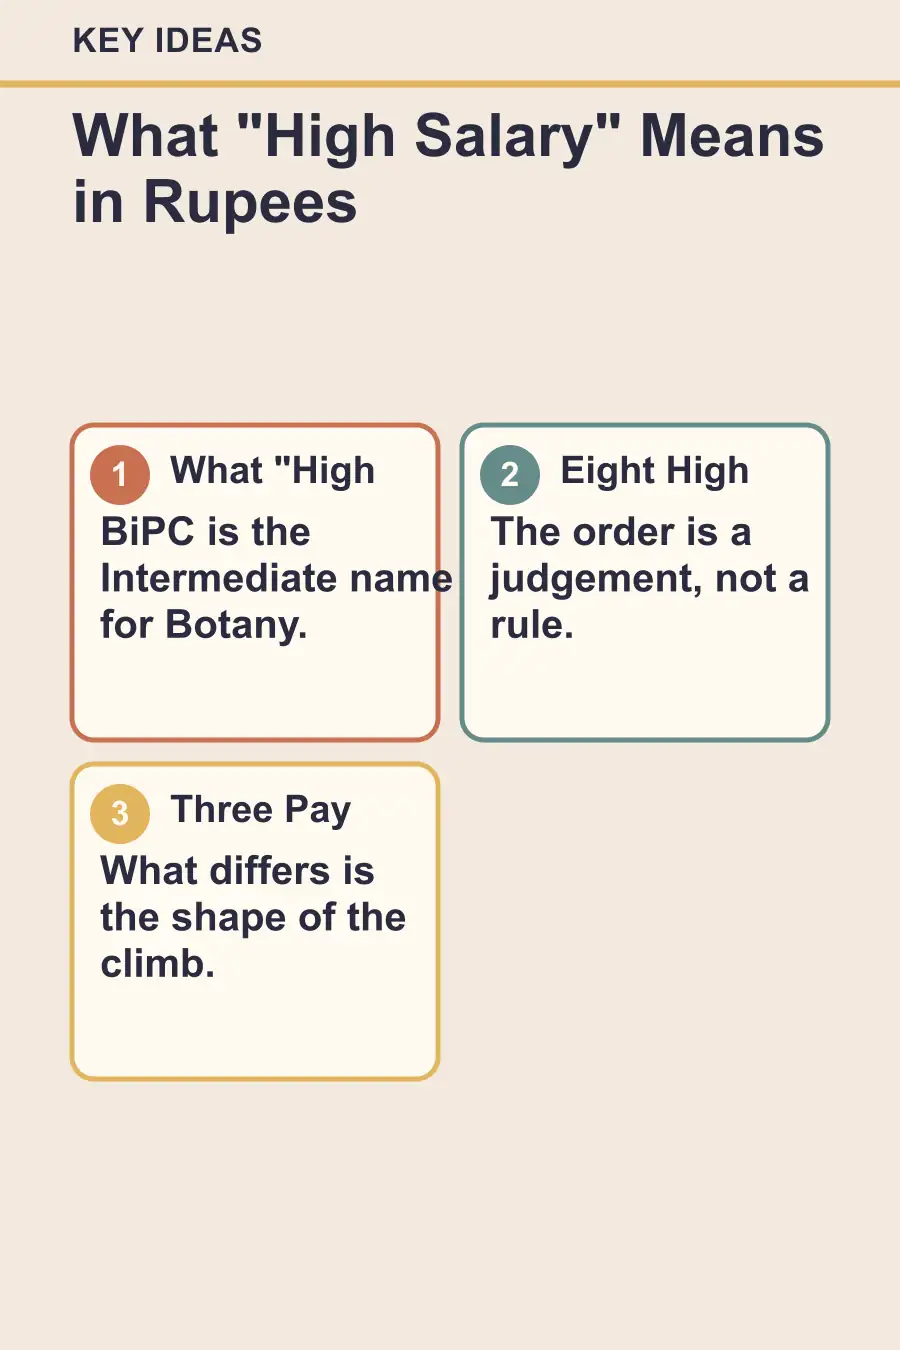 KEY IDEAS
What "High Salary" Means
in Rupees
1 What "High
BiPC is the
Intermediate name
for Botany.
2 Eight High
The order is a
judgement, not a
rule.
3 Three Pay
What differs is
the shape of the
climb.